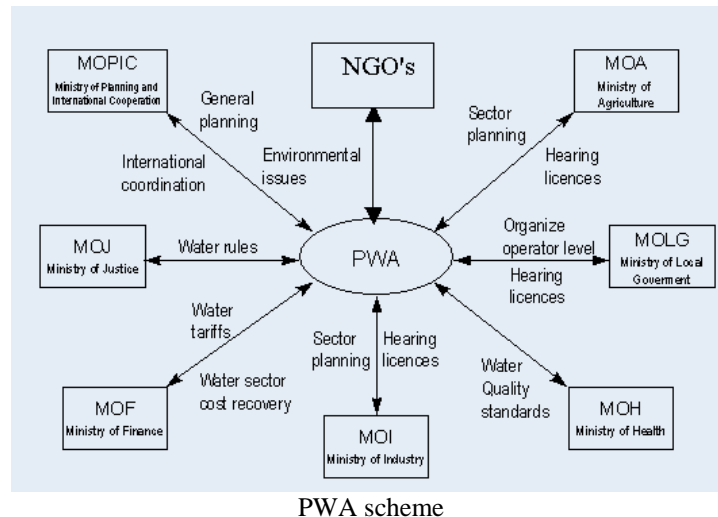 MOPIC
Ministry of Planning and
International Cooperation
NGO's
MOA
Ministry of
Agriculture
General
planning
International
coordination
Environmental
issues
Sector
planning
Hearing
licences
MOJ
Ministry of Justice
Water rules
PWA
Organize
operator level
Hearing
licences
MOLG
Ministry of Local
Goverment
Water
tariffs
Water sector
cost recovery
Sector
planning
Hearing
licences
Water
Quality
standards
MOF
Ministry of Finance
MOI
Ministry of Industry
MOH
Ministry of Health
PWA scheme